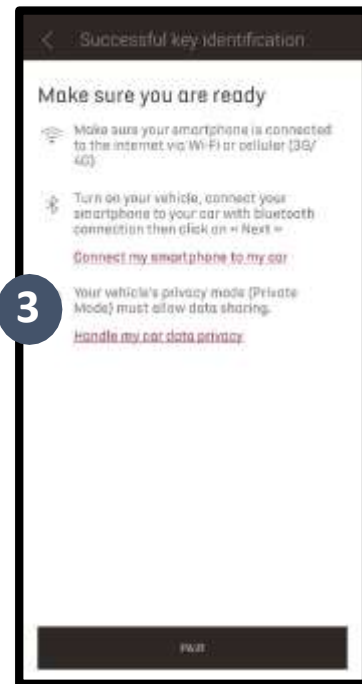 Successful key identification
Make sure you are ready
Make sure your smartphone is connected
to the internet via Wi-Fi or cellular (3G/
4G)
Turn on your vehicle, connect your
smartphone to your car with bluetooth
connection then click on « Next »
Connect my smartphone to my car
3
Your vehicle's privacy mode (Private
Mode) must allow data sharing.
Handle my car data privacy